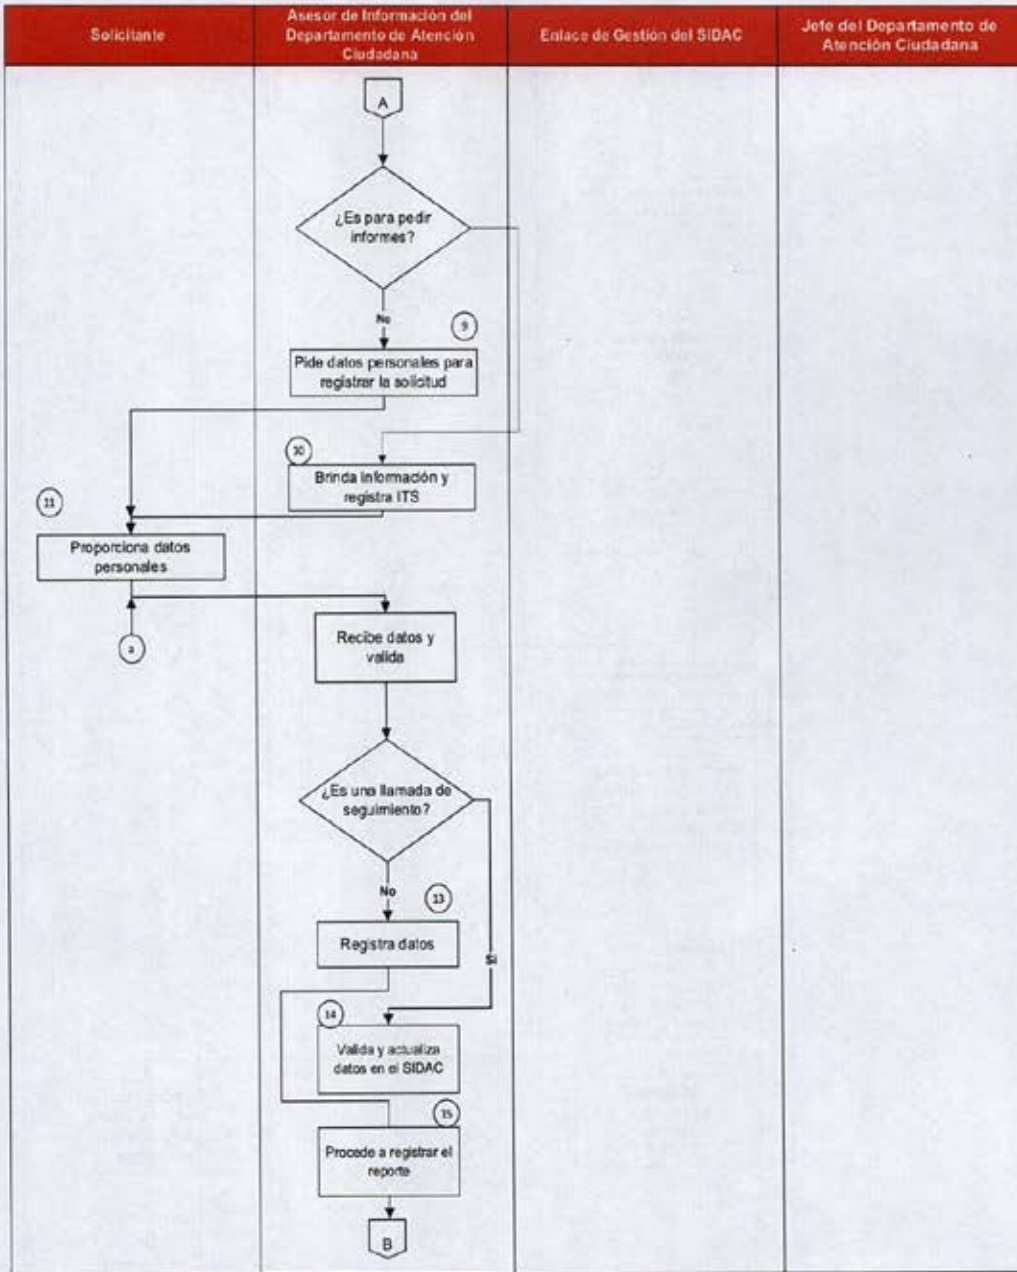 Solicitante
Asesor de Información del
Departamento de Atención
Ciudadana
Enlace de Gestión del SIDAC
Jefe del Departamento de
Atención Ciudadana
A
¿Es para pedir
informes?
No
9
Pide datos personales para
registrar la solicitud
10
Brinda información y
registra ITS
11
Proporciona datos
personales
a
Recibe datos y
valida
¿Es una llamada de
seguimiento?
No
13
Registra datos
Si
14
Valida y actualiza
datos en el SIDAC
15
Procede a registrar el
reporte
B